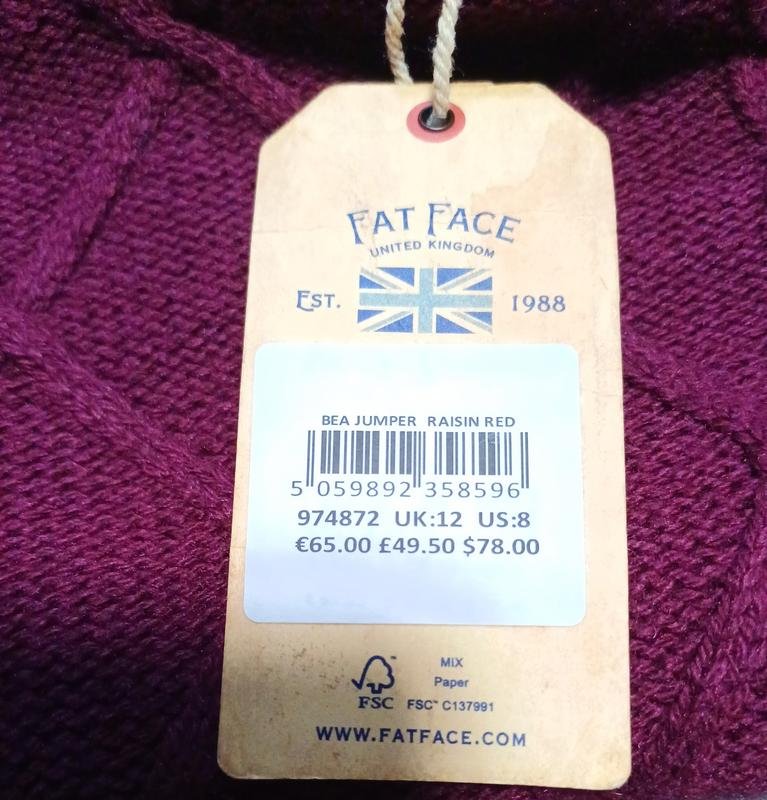 FAT FACE
UNITED KINGDOM
EST. 1988
BEA JUMPER RAISIN RED
5 059892 358596
974872 UK:12 US:8
€65.00 £49.50 $78.00
FSC™
MIX
Paper
FSC™ C137991
WWW.FATFACE.COM